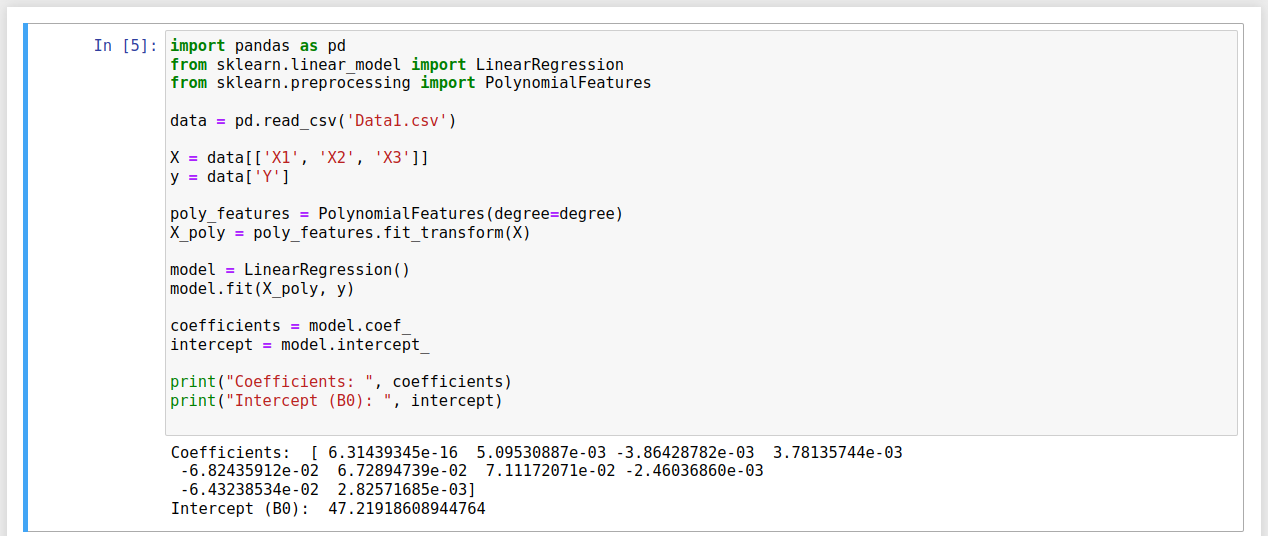 In [5]:
import pandas as pd
from sklearn.linear_model import LinearRegression
from sklearn.preprocessing import PolynomialFeatures
data = pd.read_csv('Data1.csv')
X = data[['X1', 'X2', 'X3']]
y = data['Y']
poly_features = PolynomialFeatures(degree=degree)
X_poly = poly_features.fit_transform(X)
model = LinearRegression()
model.fit(X_poly, y)
coefficients = model.coef_
intercept = model.intercept_
print("Coefficients: ", coefficients)
print("Intercept (B0): ", intercept)
Coefficients:  [ 6.31439345e-16  5.09530887e-03 -3.86428782e-03  3.78135744e-03
 -6.82435912e-02  6.72894739e-02  7.11172071e-02 -2.46036860e-03
 -6.43238534e-02  2.82571685e-03]
Intercept (B0):  47.21918608944764